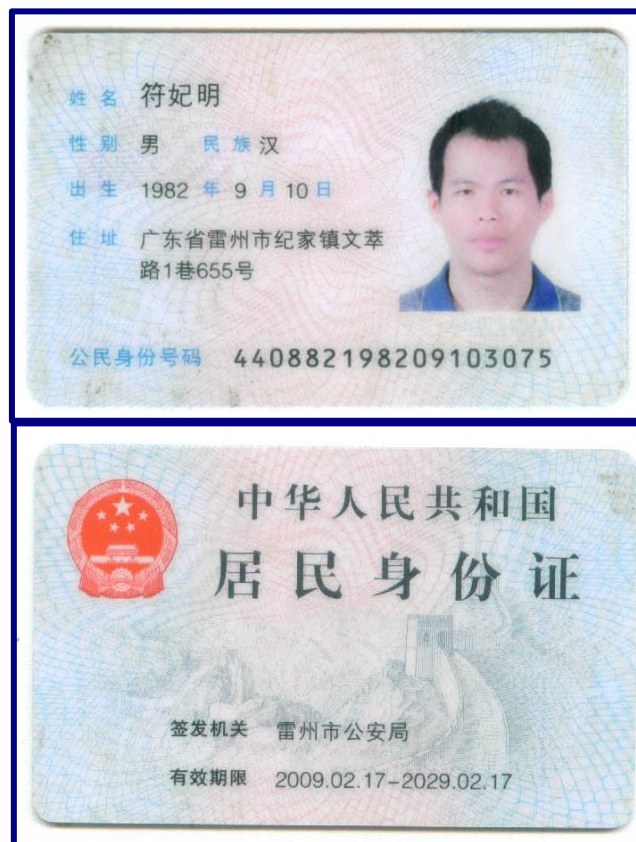 姓名 符妃明
性别 男 民族 汉
出生 1982 年 9 月 10 日
住址 广东省雷州市纪家镇文萃
路1巷655号
公民身份号码 440882198209103075
中华人民共和国
居民身份证
签发机关 雷州市公安局
有效期限 2009.02.17-2029.02.17